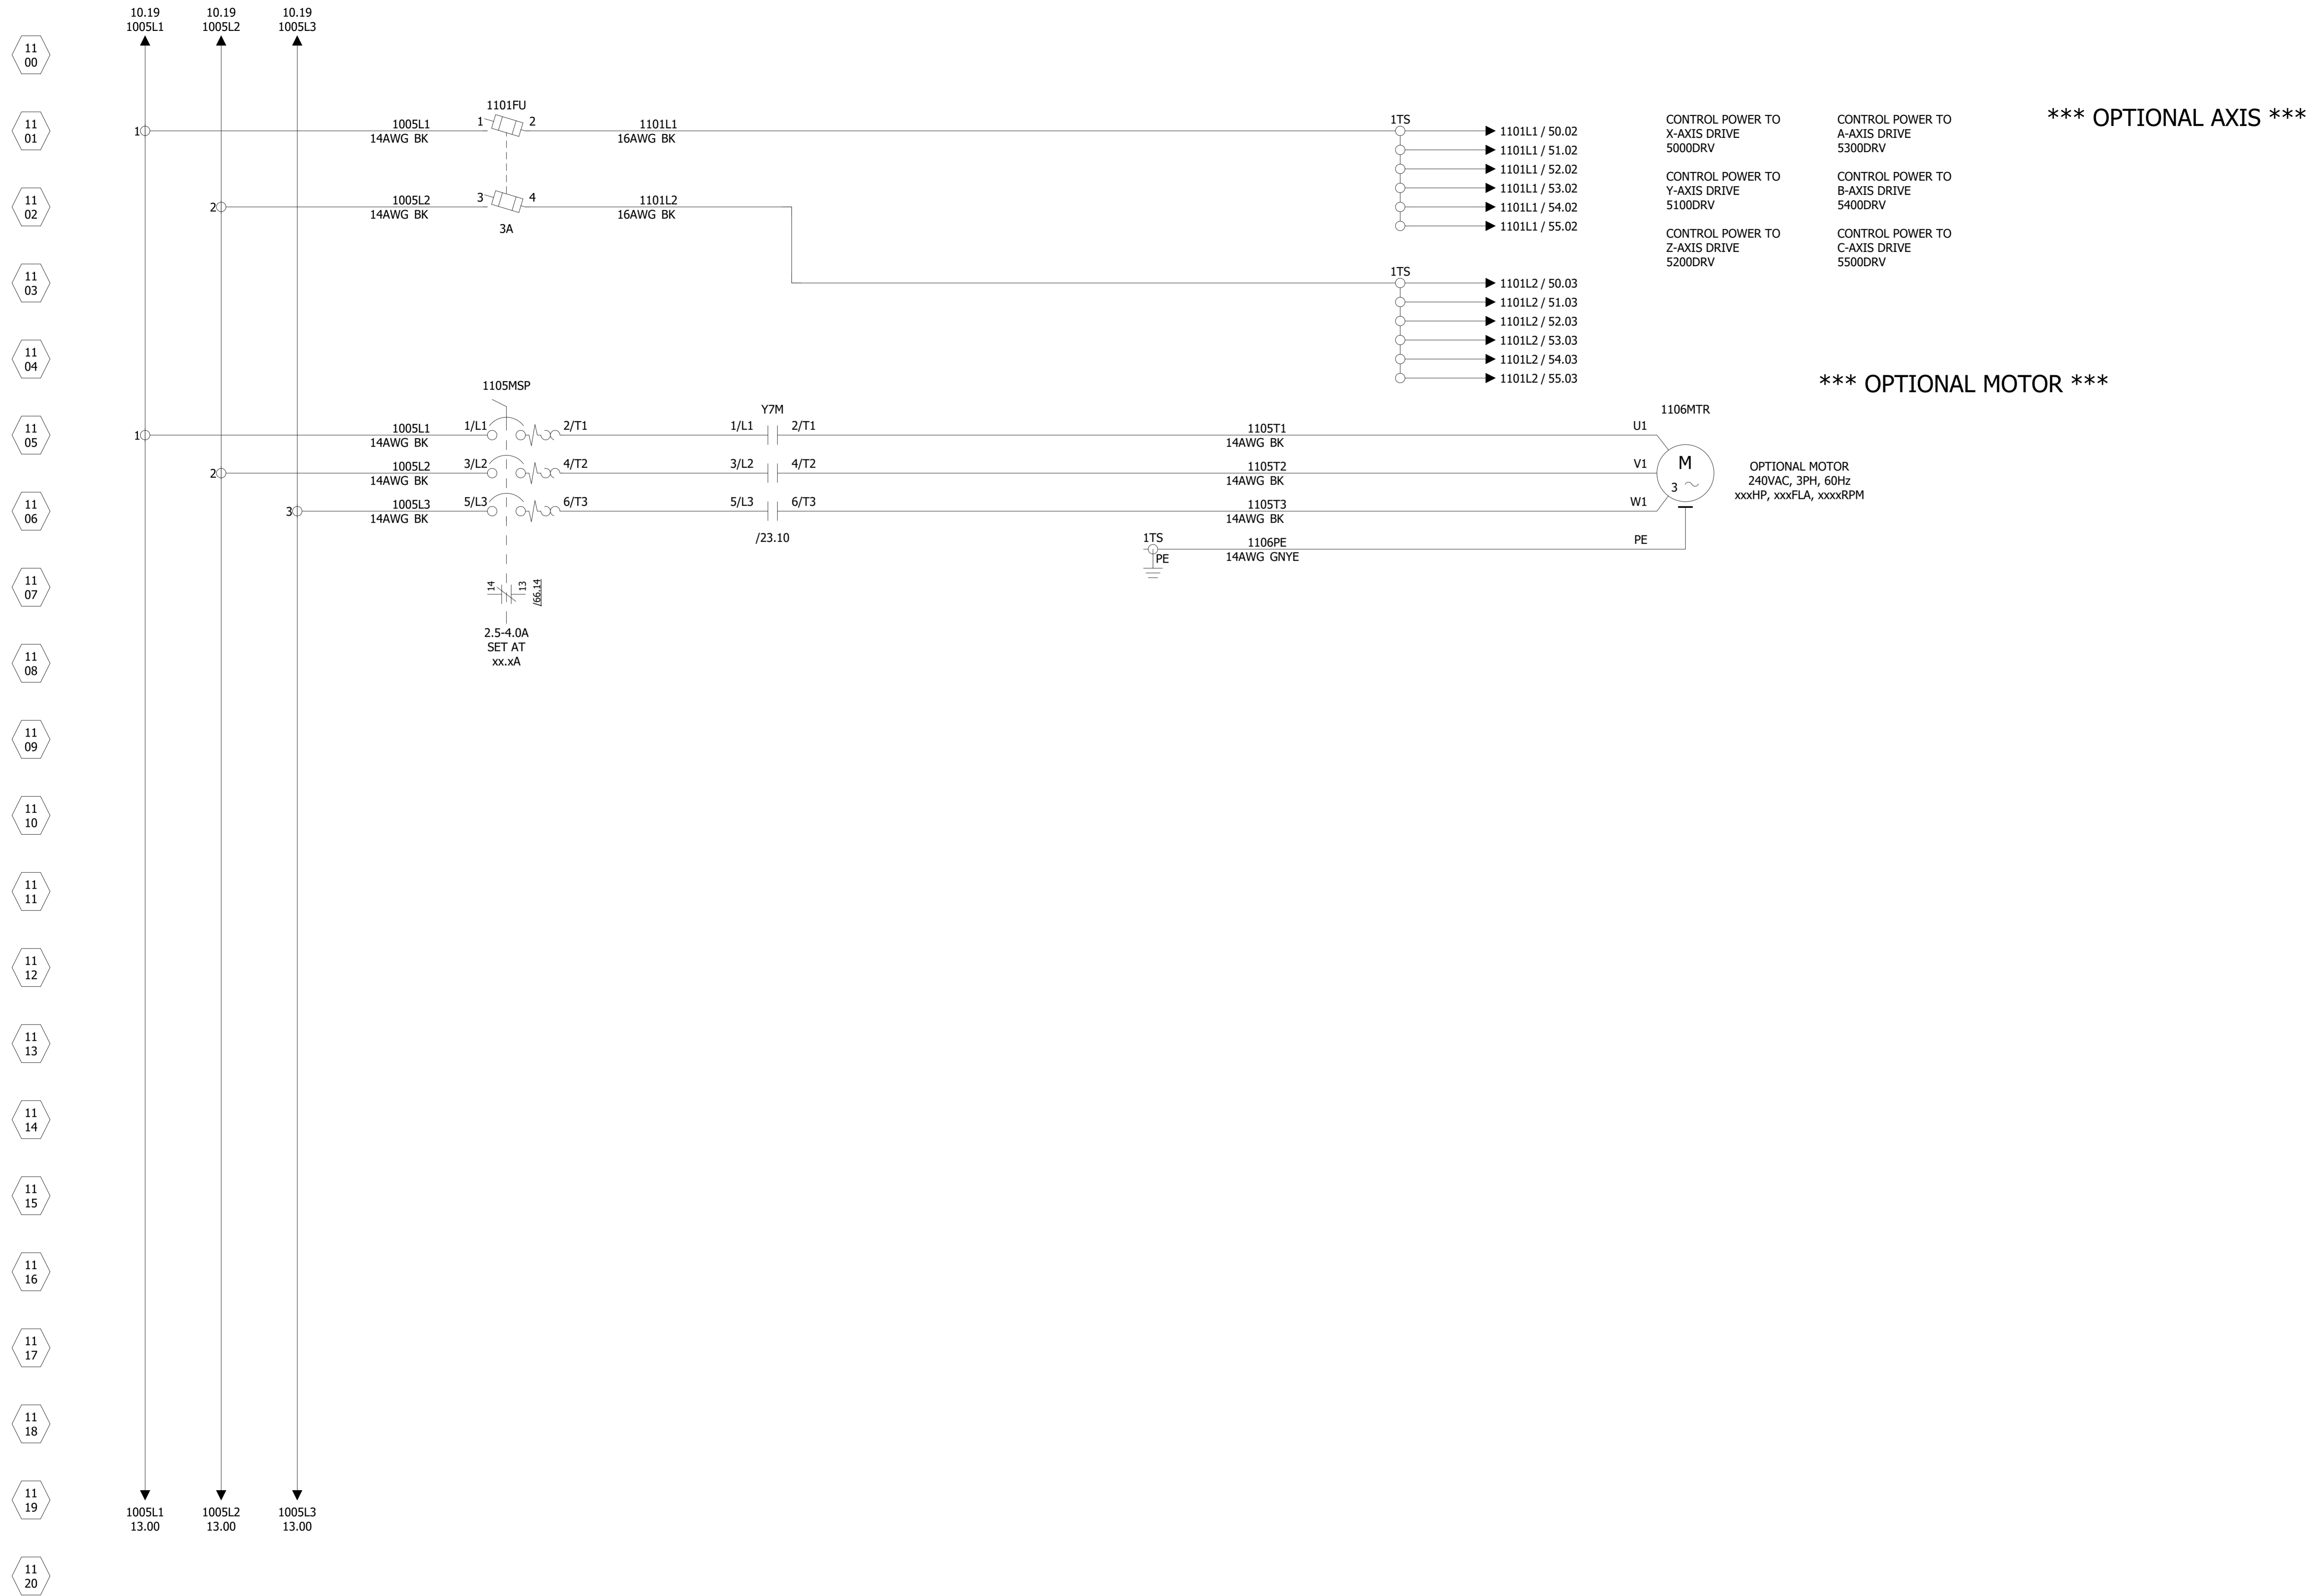 10.19 10.19 10.19
1005L1 1005L2 1005L3
11
00
11
01
1
1005L1
14AWG BK
1101FU
1 2
1101L1
16AWG BK
1TS
1101L1 / 50.02
1101L1 / 51.02
1101L1 / 52.02
1101L1 / 53.02
1101L1 / 54.02
1101L1 / 55.02
CONTROL POWER TO
X-AXIS DRIVE
5000DRV
CONTROL POWER TO
Y-AXIS DRIVE
5100DRV
CONTROL POWER TO
Z-AXIS DRIVE
5200DRV
CONTROL POWER TO
A-AXIS DRIVE
5300DRV
CONTROL POWER TO
B-AXIS DRIVE
5400DRV
CONTROL POWER TO
C-AXIS DRIVE
5500DRV
*** OPTIONAL AXIS ***
11
02
2
1005L2
14AWG BK
3 4
3A
1101L2
16AWG BK
11
03
1TS
1101L2 / 50.03
1101L2 / 51.03
1101L2 / 52.03
1101L2 / 53.03
1101L2 / 54.03
1101L2 / 55.03
11
04
*** OPTIONAL MOTOR ***
11
05
1105MSP
Y7M
1106MTR
1
1005L1
14AWG BK
1/L1 2/T1
1/L1 2/T1
1105T1
14AWG BK
U1
2
1005L2
14AWG BK
3/L2 4/T2
3/L2 4/T2
1105T2
14AWG BK
V1
M
3
OPTIONAL MOTOR
240VAC, 3PH, 60Hz
xxxHP, xxxFLA, xxxxRPM
11
06
3
1005L3
14AWG BK
5/L3 6/T3
5/L3 6/T3
/23.10
1105T3
14AWG BK
W1
1TS
PE
1106PE
14AWG GNYE
PE
11
07
14 13
/66.14
2.5-4.0A
SET AT
xx.xA
11
08
11
09
11
10
11
11
11
12
11
13
11
14
11
15
11
16
11
17
11
18
11
19
1005L1 1005L2 1005L3
13.00 13.00 13.00
11
20